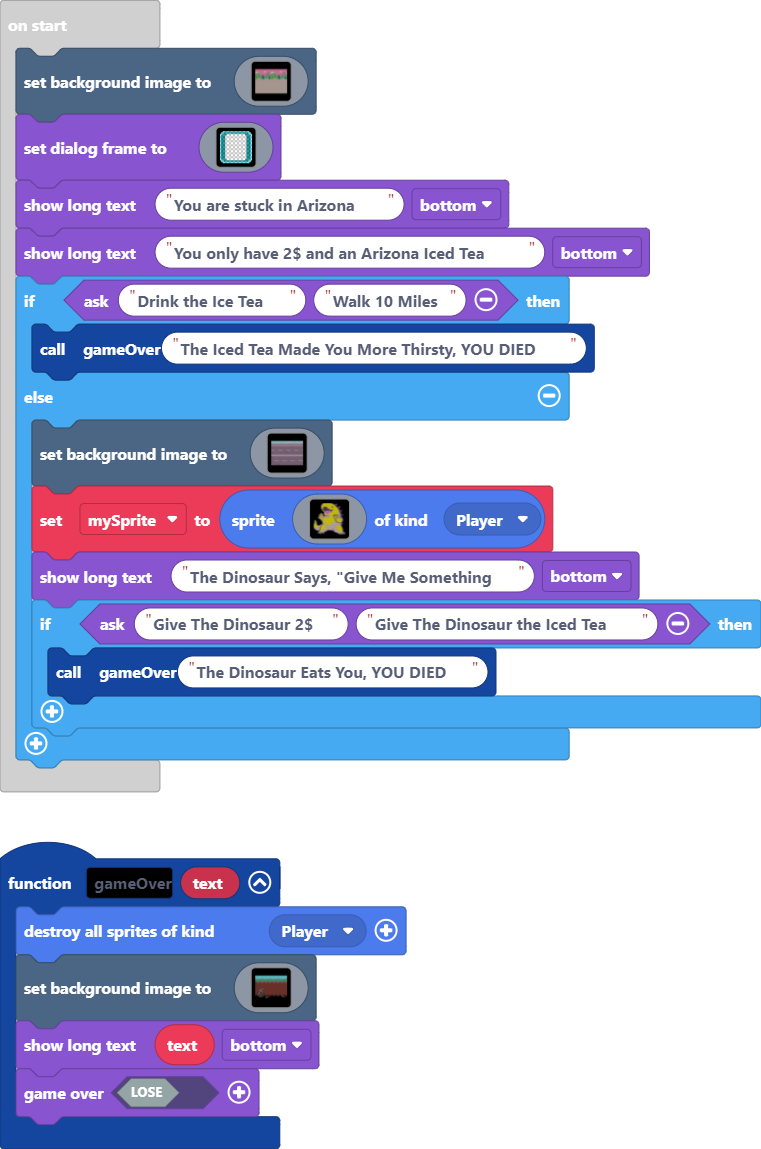 on start
set background image to
set dialog frame to
show long text "You are stuck in Arizona " bottom
show long text "You only have 2$ and an Arizona Iced Tea " bottom
if ask "Drink the Ice Tea " "Walk 10 Miles " then
call gameOver "The Iced Tea Made You More Thirsty, YOU DIED "
else
set background image to
set mySprite to sprite of kind Player
show long text "The Dinosaur Says, "Give Me Something " bottom
if ask "Give The Dinosaur 2$ " "Give The Dinosaur the Iced Tea " then
call gameOver "The Dinosaur Eats You, YOU DIED "
function gameOver text
destroy all sprites of kind Player
set background image to
show long text text bottom
game over LOSE